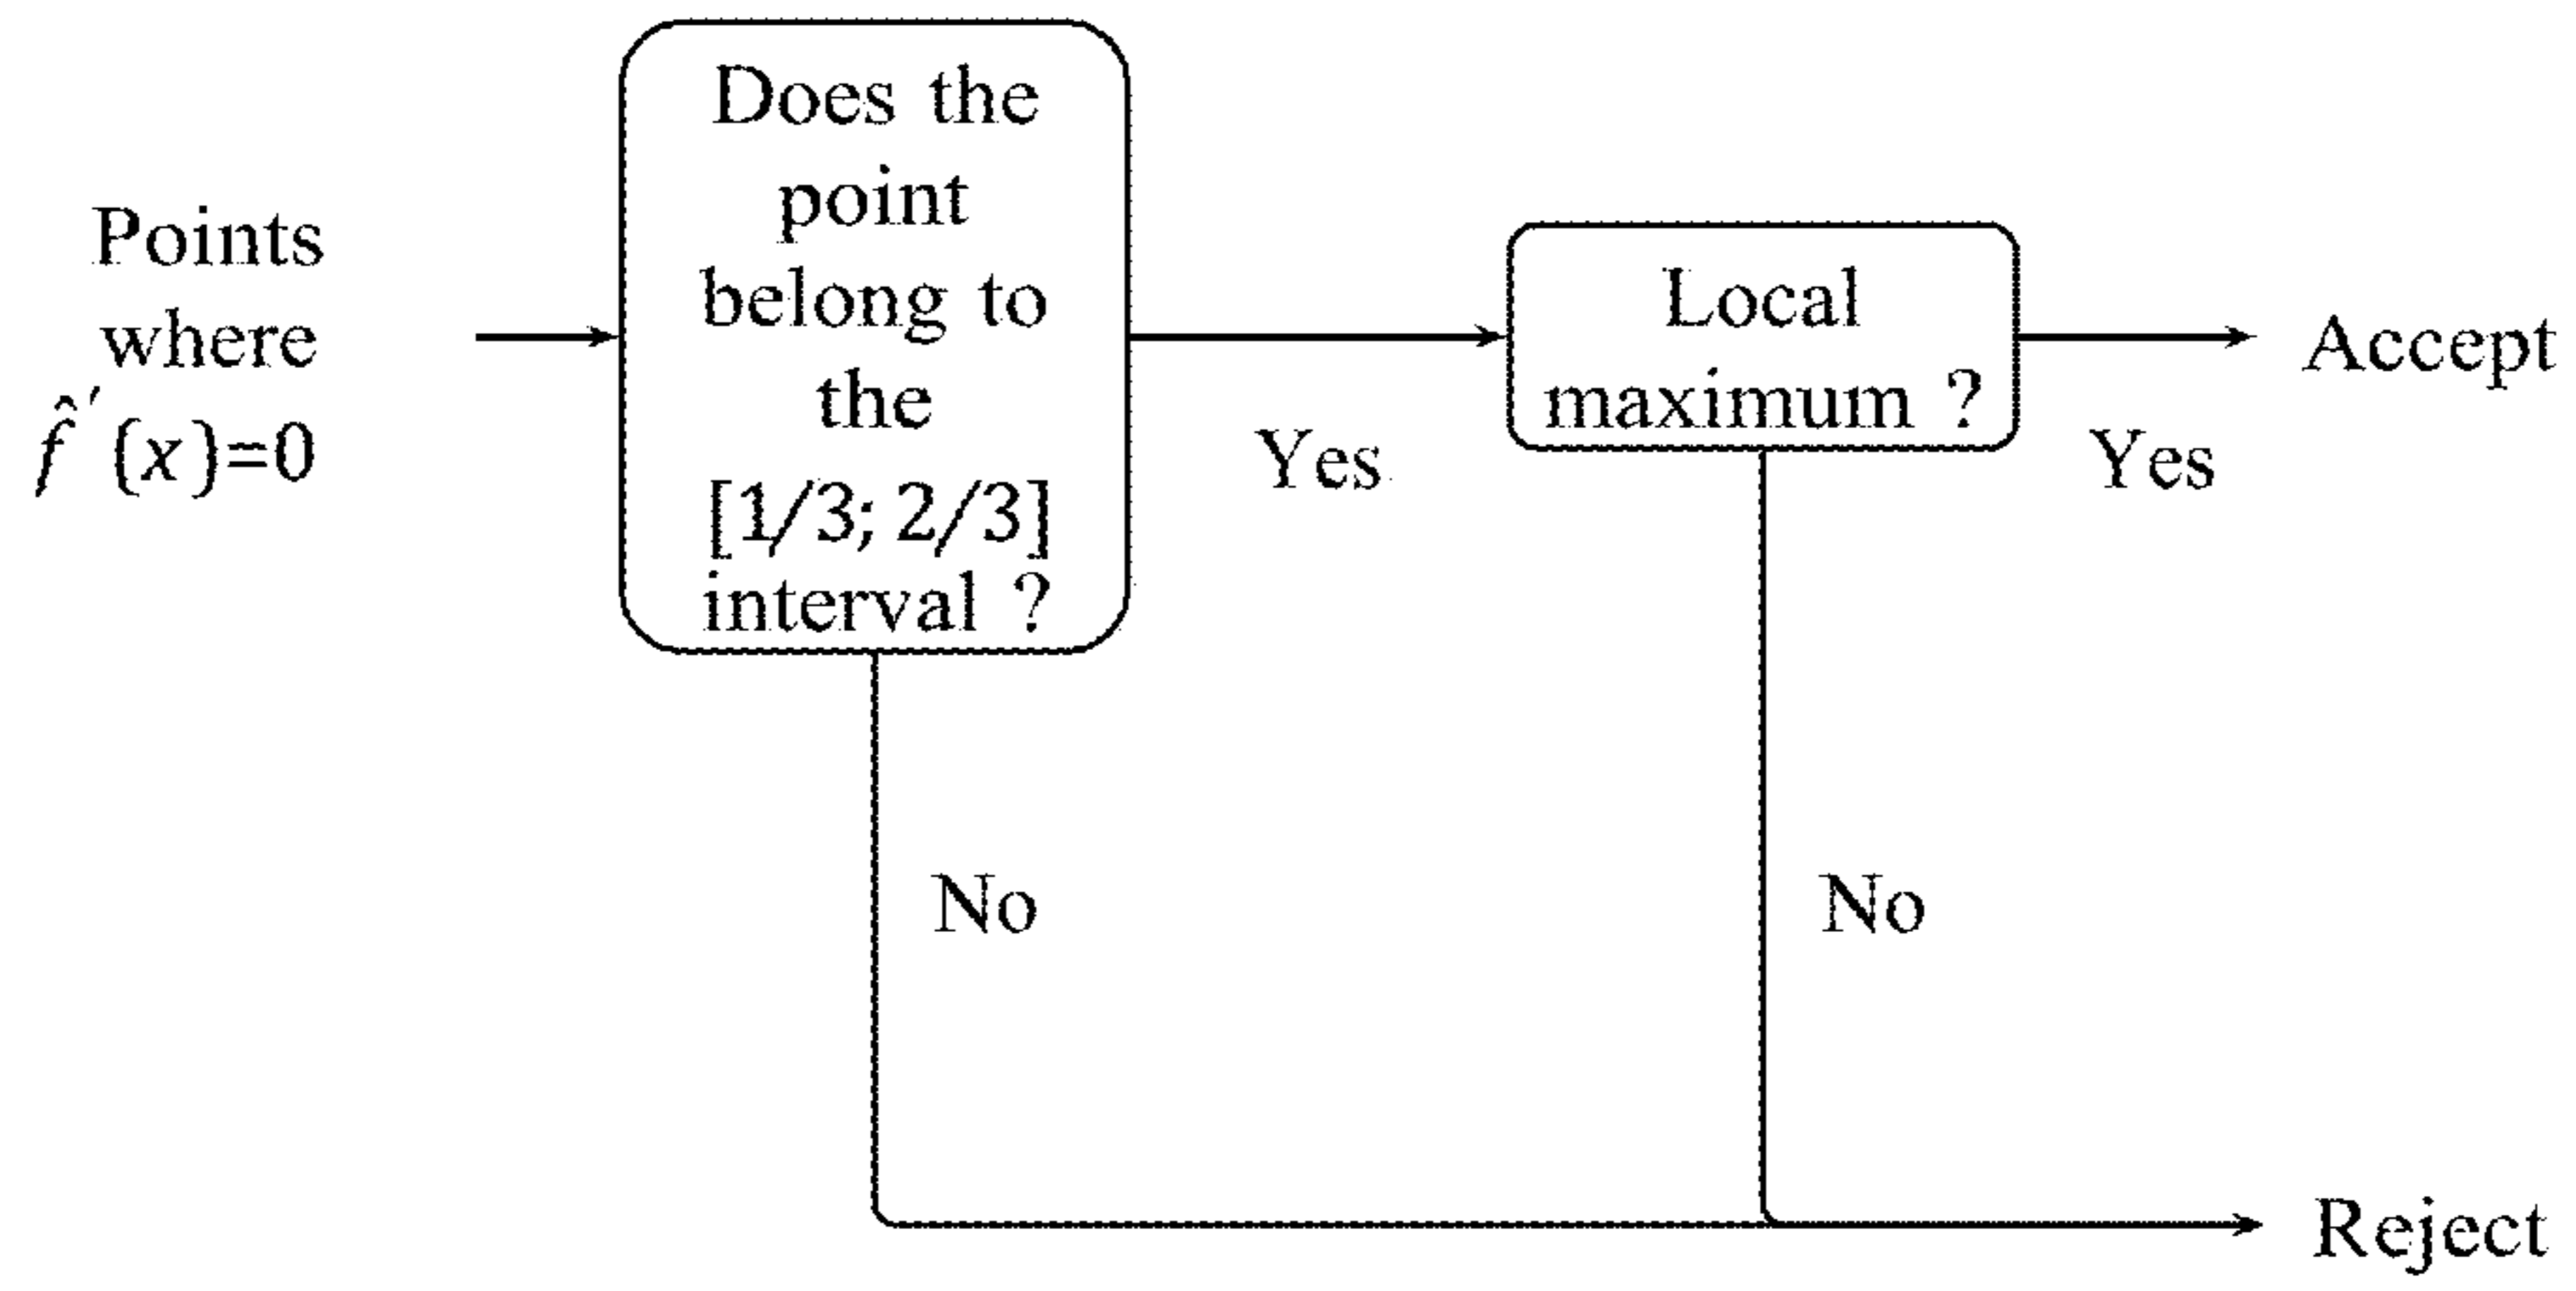 Points
where
f̂′(x)=0
Does the
point
belong to
the
[1/3; 2/3]
interval ?
Yes
Local
maximum ?
Yes
Accept
No
No
Reject